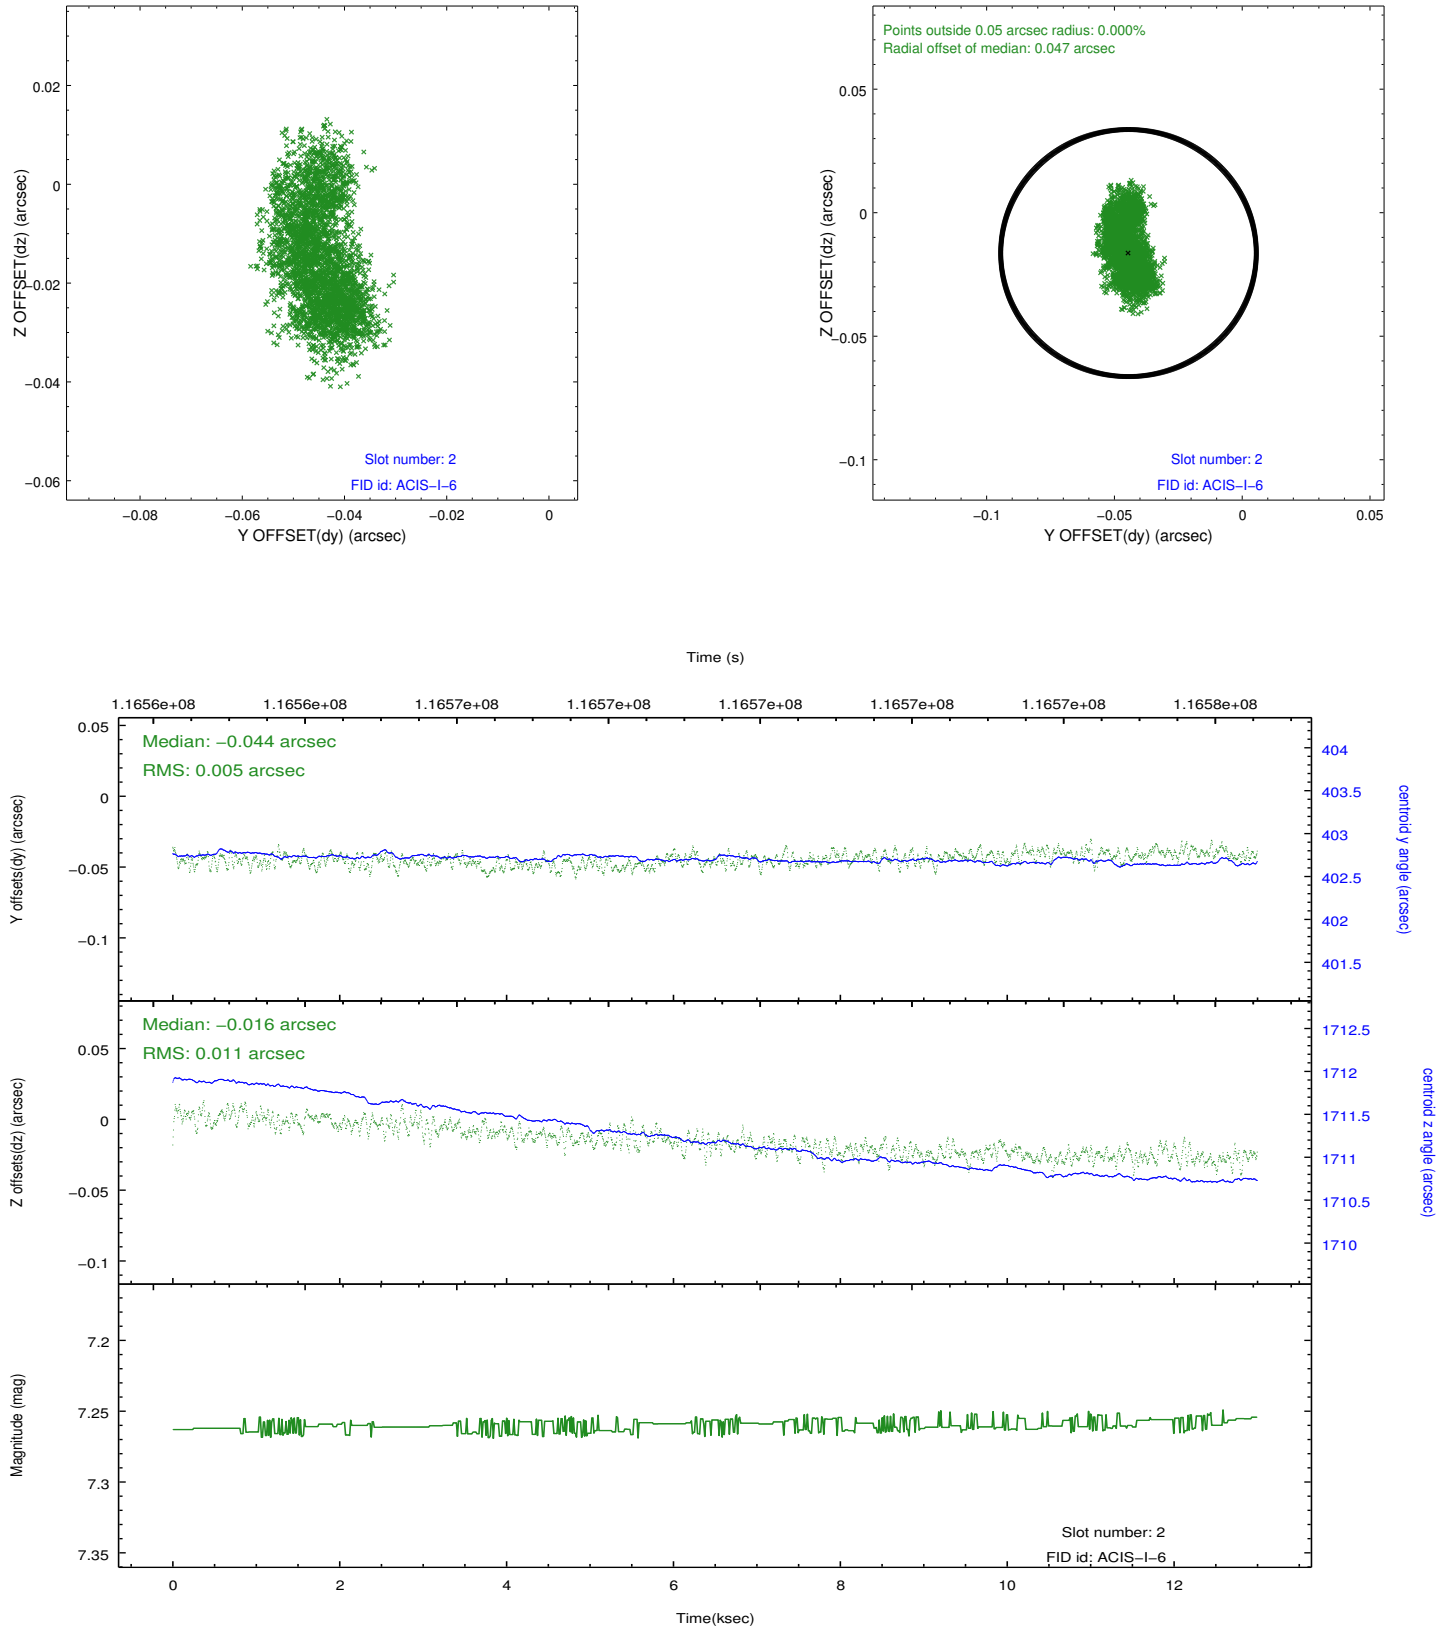 0.02
0
−0.02
−0.04
−0.06
Z OFFSET(dz) (arcsec)
Slot number: 2
FID id: ACIS−I−6
−0.08
−0.06
−0.04
−0.02
0
Y OFFSET(dy) (arcsec)
Points outside 0.05 arcsec radius: 0.000%
Radial offset of median: 0.047 arcsec
0.05
0
−0.05
−0.1
Z OFFSET(dz) (arcsec)
Slot number: 2
FID id: ACIS−I−6
−0.1
−0.05
0
0.05
Y OFFSET(dy) (arcsec)
Time (s)
1.1656e+08
1.1656e+08
1.1657e+08
1.1657e+08
1.1657e+08
1.1657e+08
1.1657e+08
1.1658e+08
Median: −0.044 arcsec
RMS: 0.005 arcsec
0.05
0
−0.05
−0.1
Y offsets(dy) (arcsec)
404
403.5
403
402.5
402
401.5
centroid y angle (arcsec)
Median: −0.016 arcsec
RMS: 0.011 arcsec
0.05
0
−0.05
−0.1
Z offsets(dz) (arcsec)
1712.5
1712
1711.5
1711
1710.5
1710
centroid z angle (arcsec)
7.2
7.25
7.3
7.35
Magnitude (mag)
Slot number: 2
FID id: ACIS−I−6
0
2
4
6
8
10
12
Time(ksec)